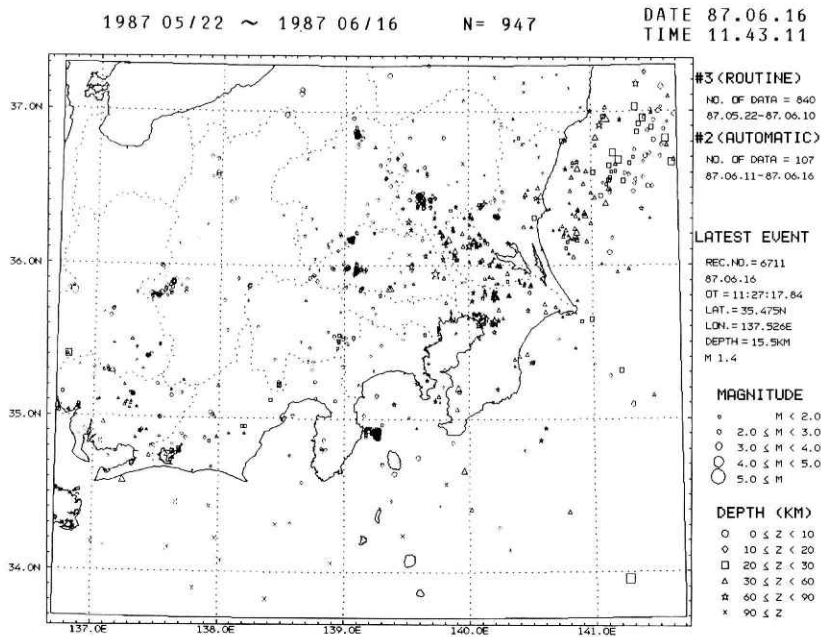 1987 05/22 ~ 1987 06/16 N= 947
DATE 87.06.16
TIME 11.43.11
#3(ROUTINE)
NO. OF DATA = 840
87.05.22-87.06.10
#2(AUTOMATIC)
NO. OF DATA = 107
87.06.11-87.06.16
LATEST EVENT
REC.NO.=6711
87.06.16
OT = 11:27:17.84
LAT.=35.475N
LON.=137.526E
DEPTH=15.5KM
M 1.4
MAGNITUDE
M < 2.0
2.0 ≤ M < 3.0
3.0 ≤ M < 4.0
4.0 ≤ M < 5.0
5.0 ≤ M
DEPTH (KM)
0 ≤ Z < 10
10 ≤ Z < 20
20 ≤ Z < 30
30 ≤ Z < 60
60 ≤ Z < 90
90 ≤ Z
37.0N
36.0N
35.0N
34.0N
137.0E 138.0E 139.0E 140.0E 141.0E